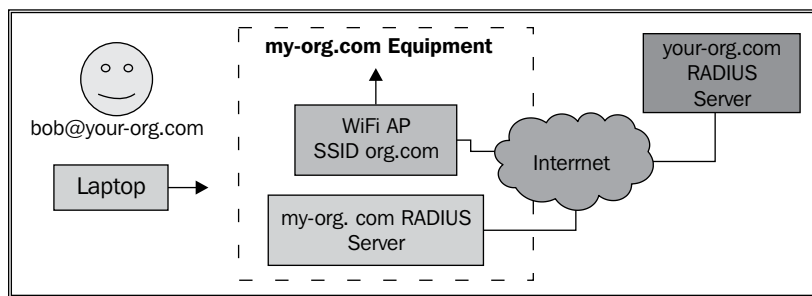 my-org.com Equipment
bob@your-org.com
Laptop
WiFi AP
SSID org.com
my-org. com RADIUS
Server
Internet
your-org.com
RADIUS
Server